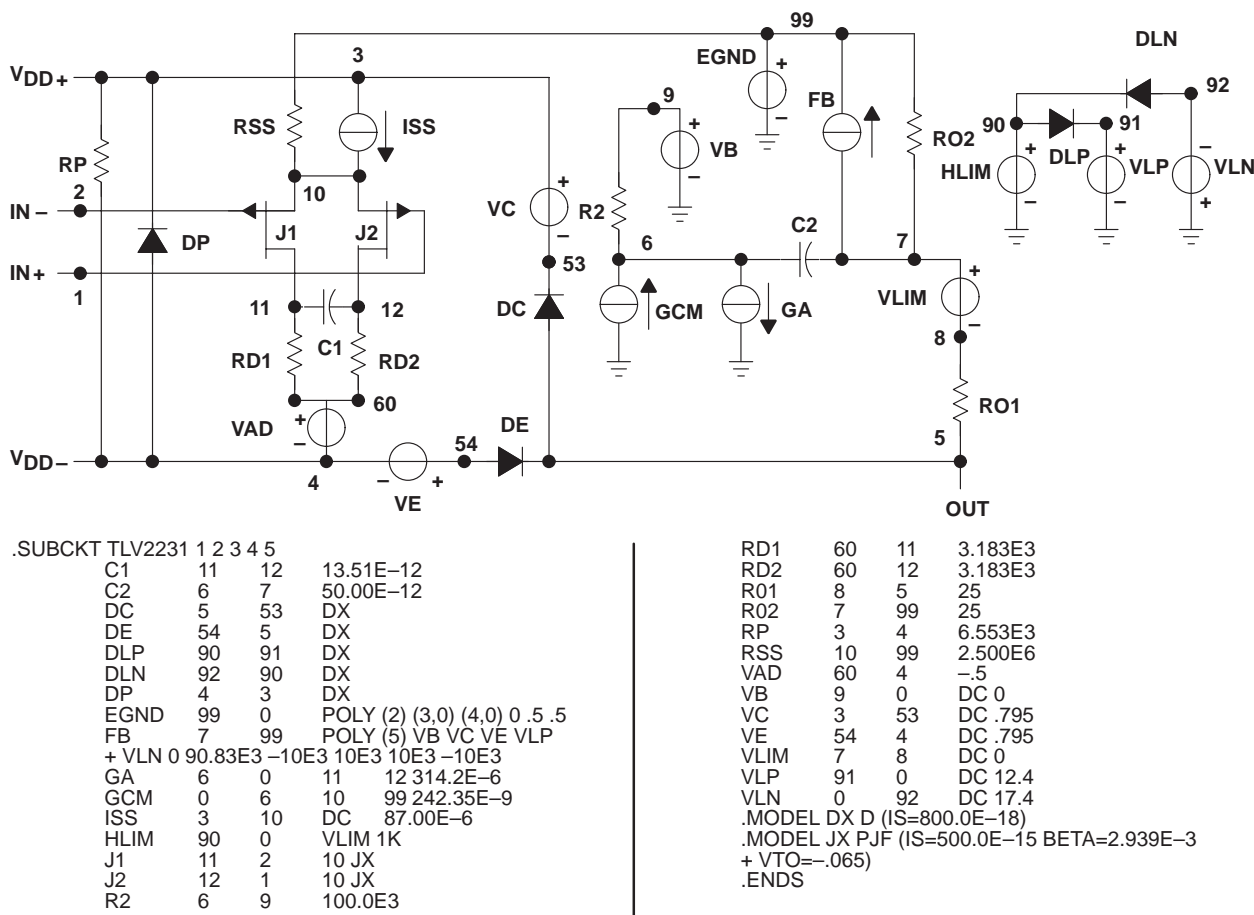 99
DLN
3
EGND
+
FB
92
VDD+
9
+
ISS
90
91
RSS
−
RO2
−
VB
+
DLP
+
RP
−
HLIM
VLP
VLN
10
+
2
−
−
+
VC
R2
IN −
−
C2
J1
J2
6
7
DP
53
IN+
+
VLIM
1
DC
GCM
GA
−
11
12
8
C1
RD1
RD2
60
RO1
+
DE
VAD
−
54
5
VDD−
4
−
+
VE
OUT
.SUBCKT TLV2231 1 2 3 4 5
C1 11 12 13.51E−12
C2 6 7 50.00E−12
DC 5 53 DX
DE 54 5 DX
DLP 90 91 DX
DLN 92 90 DX
DP 4 3 DX
EGND 99 0 POLY (2) (3,0) (4,0) 0 .5 .5
FB 7 99 POLY (5) VB VC VE VLP
+ VLN 0 90.83E3 −10E3 10E3 10E3 −10E3
GA 6 0 11 12 314.2E−6
GCM 0 6 10 99 242.35E−9
ISS 3 10 DC 87.00E−6
HLIM 90 0 VLIM 1K
J1 11 2 10 JX
J2 12 1 10 JX
R2 6 9 100.0E3
RD1 60 11 3.183E3
RD2 60 12 3.183E3
R01 8 5 25
R02 7 99 25
RP 3 4 6.553E3
RSS 10 99 2.500E6
VAD 60 4 −.5
VB 9 0 DC 0
VC 3 53 DC .795
VE 54 4 DC .795
VLIM 7 8 DC 0
VLP 91 0 DC 12.4
VLN 0 92 DC 17.4
.MODEL DX D (IS=800.0E−18)
.MODEL JX PJF (IS=500.0E−15 BETA=2.939E−3
+ VTO=−.065)
.ENDS